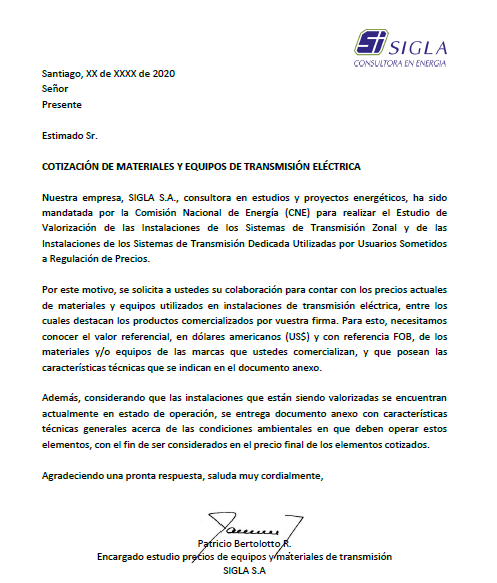 Si SIGLA
CONSULTORA EN ENERGIA
Santiago, XX de XXXX de 2020
Señor
Presente
Estimado Sr.
COTIZACIÓN DE MATERIALES Y EQUIPOS DE TRANSMISIÓN ELÉCTRICA
Nuestra empresa, SIGLA S.A., consultora en estudios y proyectos energéticos, ha sido
mandatada por la Comisión Nacional de Energía (CNE) para realizar el Estudio de
Valorización de las Instalaciones de los Sistemas de Transmisión Zonal y de las
Instalaciones de los Sistemas de Transmisión Dedicada Utilizadas por Usuarios Sometidos
a Regulación de Precios.
Por este motivo, se solicita a ustedes su colaboración para contar con los precios actuales
de materiales y equipos utilizados en instalaciones de transmisión eléctrica, entre los
cuales destacan los productos comercializados por vuestra firma. Para esto, necesitamos
conocer el valor referencial, en dólares americanos (US$) y con referencia FOB, de los
materiales y/o equipos de las marcas que ustedes comercializan, y que posean las
características técnicas que se indican en el documento anexo.
Además, considerando que las instalaciones que están siendo valorizadas se encuentran
actualmente en estado de operación, se entrega documento anexo con características
técnicas generales acerca de las condiciones ambientales en que deben operar estos
elementos, con el fin de ser considerados en el precio final de los elementos cotizados.
Agradeciendo una pronta respuesta, saluda muy cordialmente,
Patricio Bertolotto R.
Encargado estudio precios de equipos y materiales de transmisión
SIGLA S.A